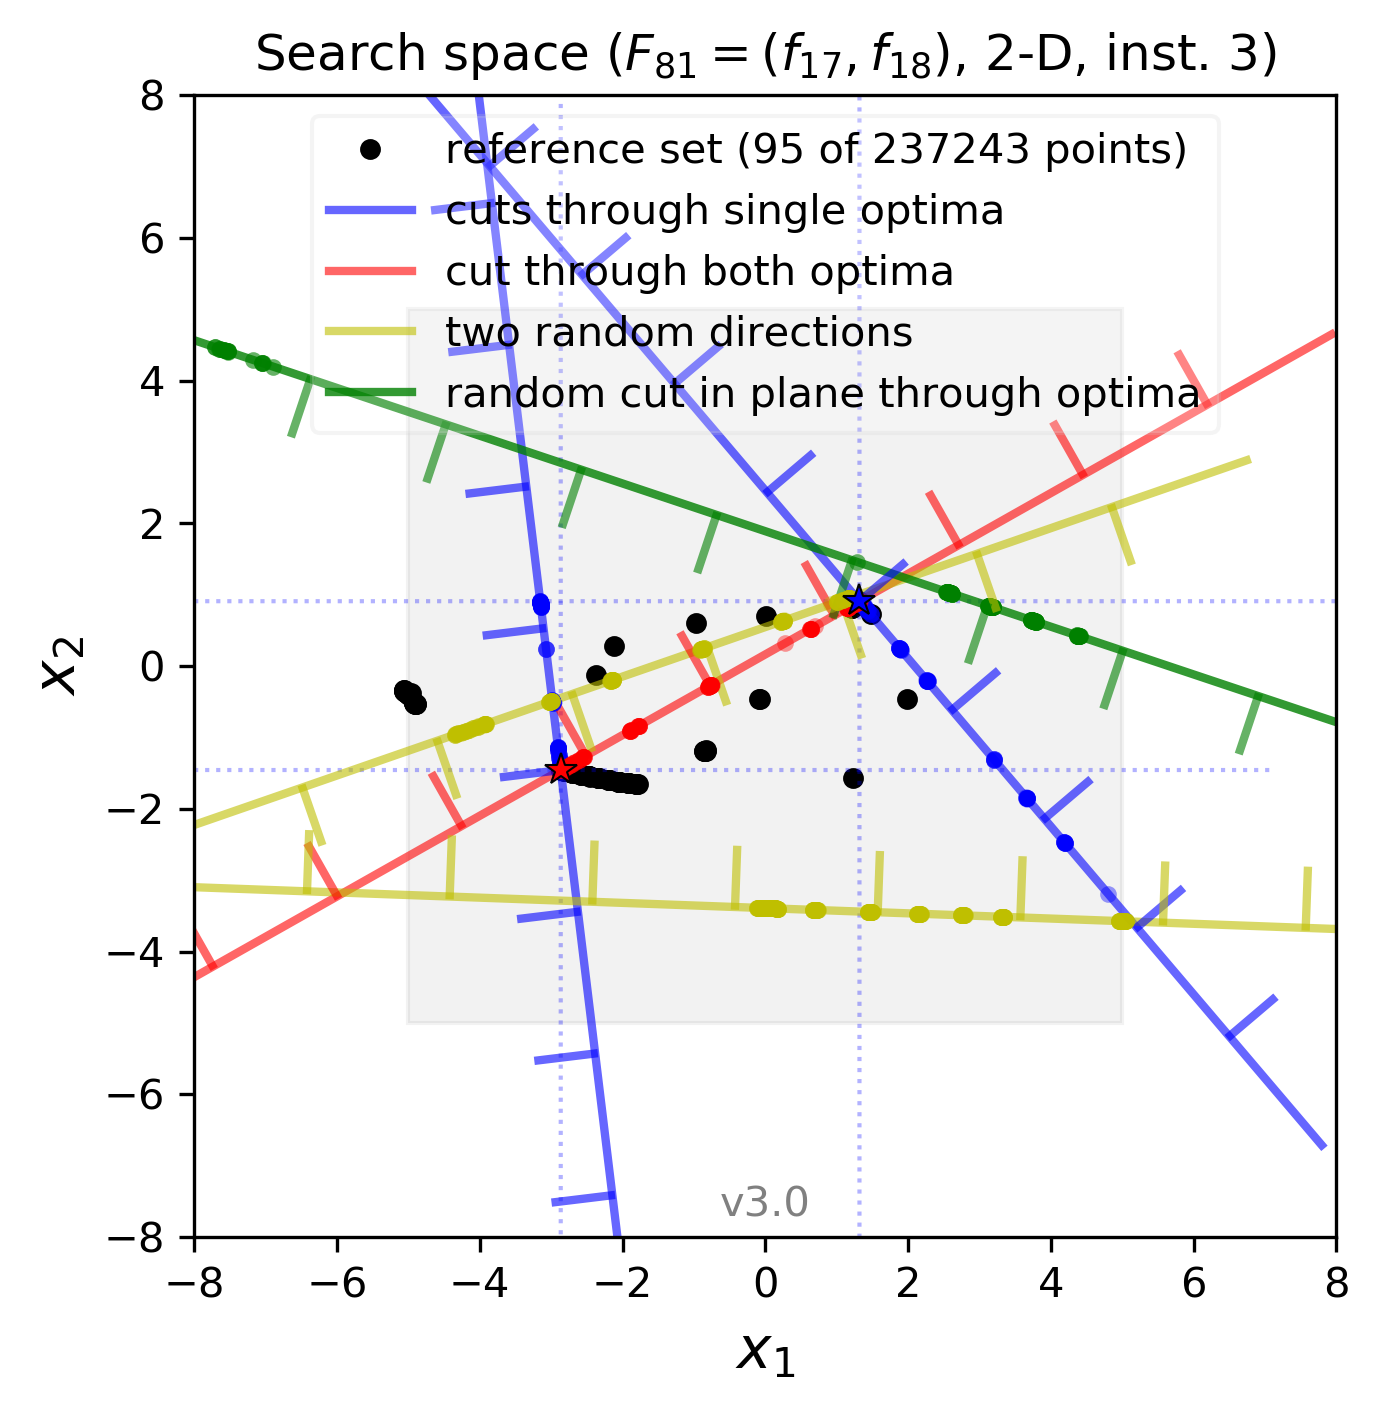 Search space (F₈₁ = (f₁₇, f₁₈), 2-D, inst. 3)
reference set (95 of 237243 points)
cuts through single optima
cut through both optima
two random directions
random cut in plane through optima
8
6
4
2
0
−2
−4
−6
−8
x₂
v3.0
−8 −6 −4 −2 0 2 4 6 8
x₁